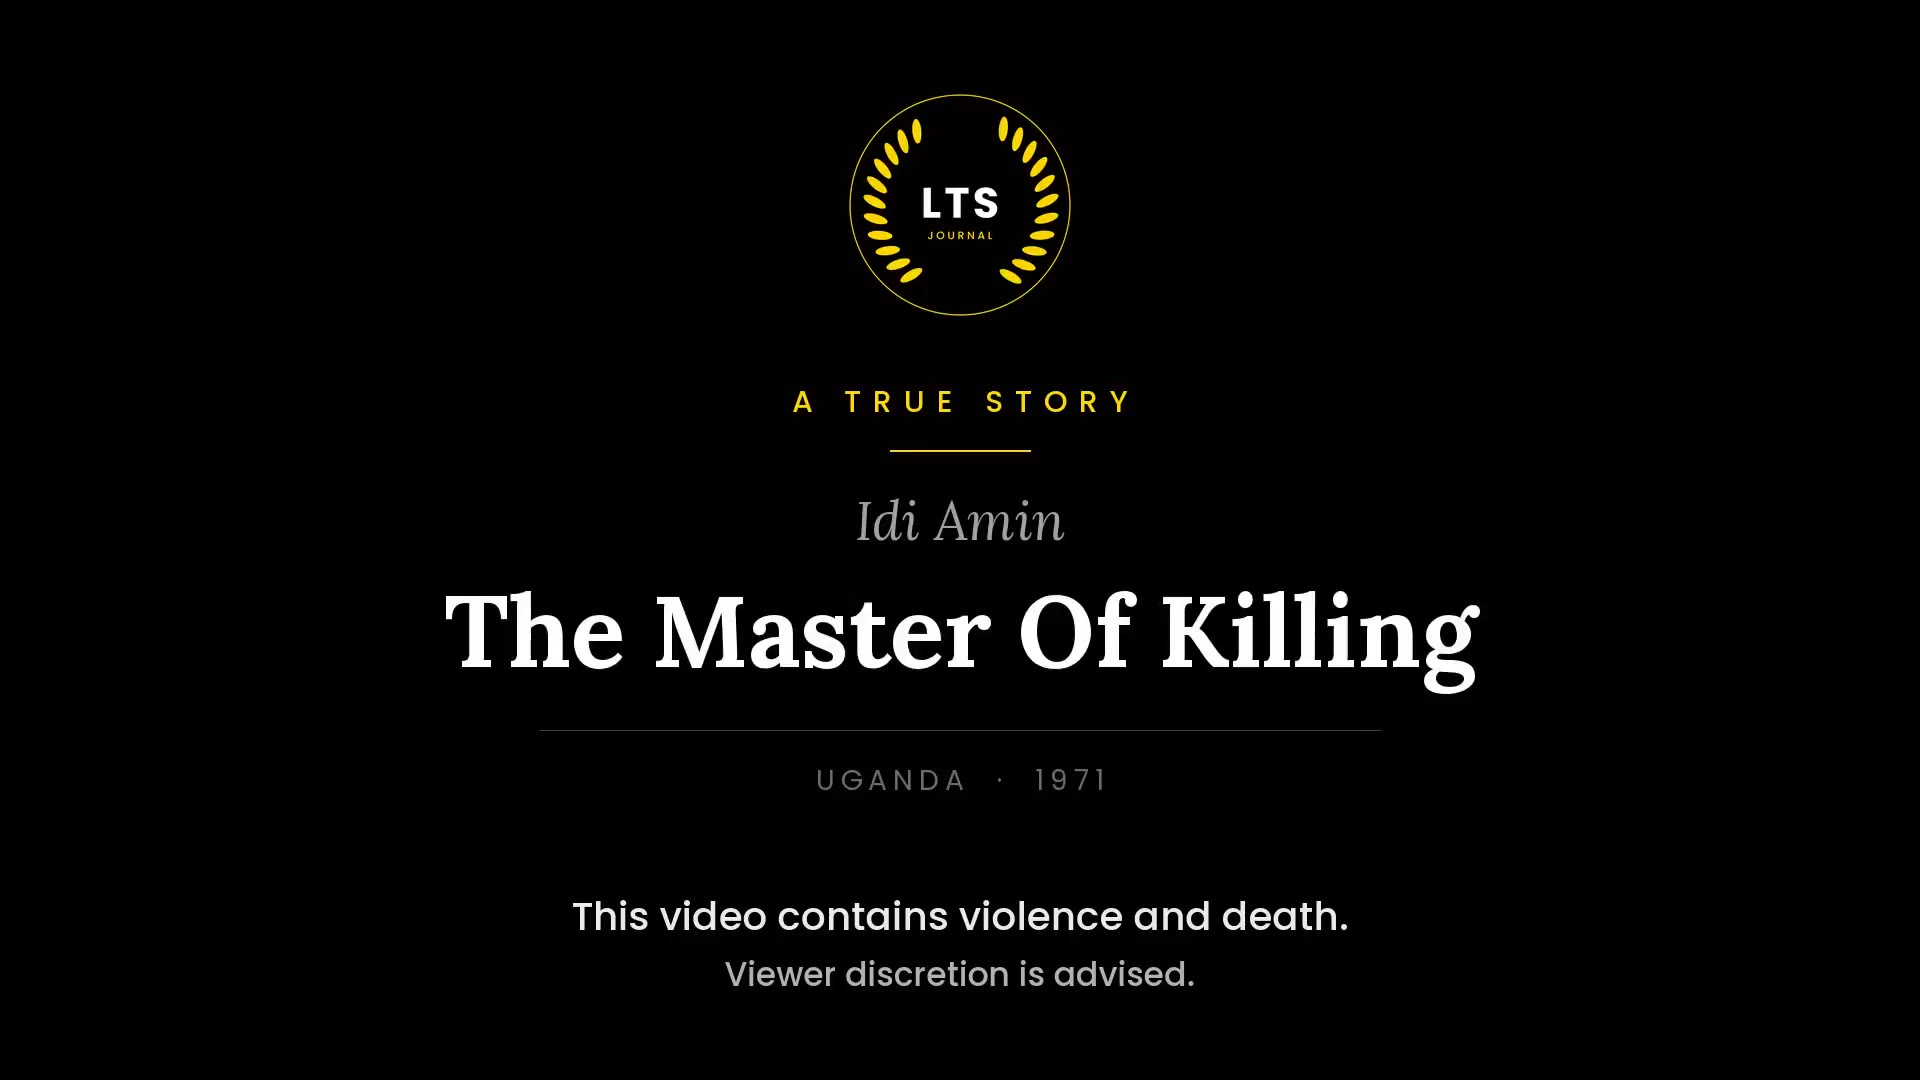 LTS
JOURNAL
A TRUE STORY
Idi Amin
The Master Of Killing
UGANDA · 1971
This video contains violence and death.
Viewer discretion is advised.